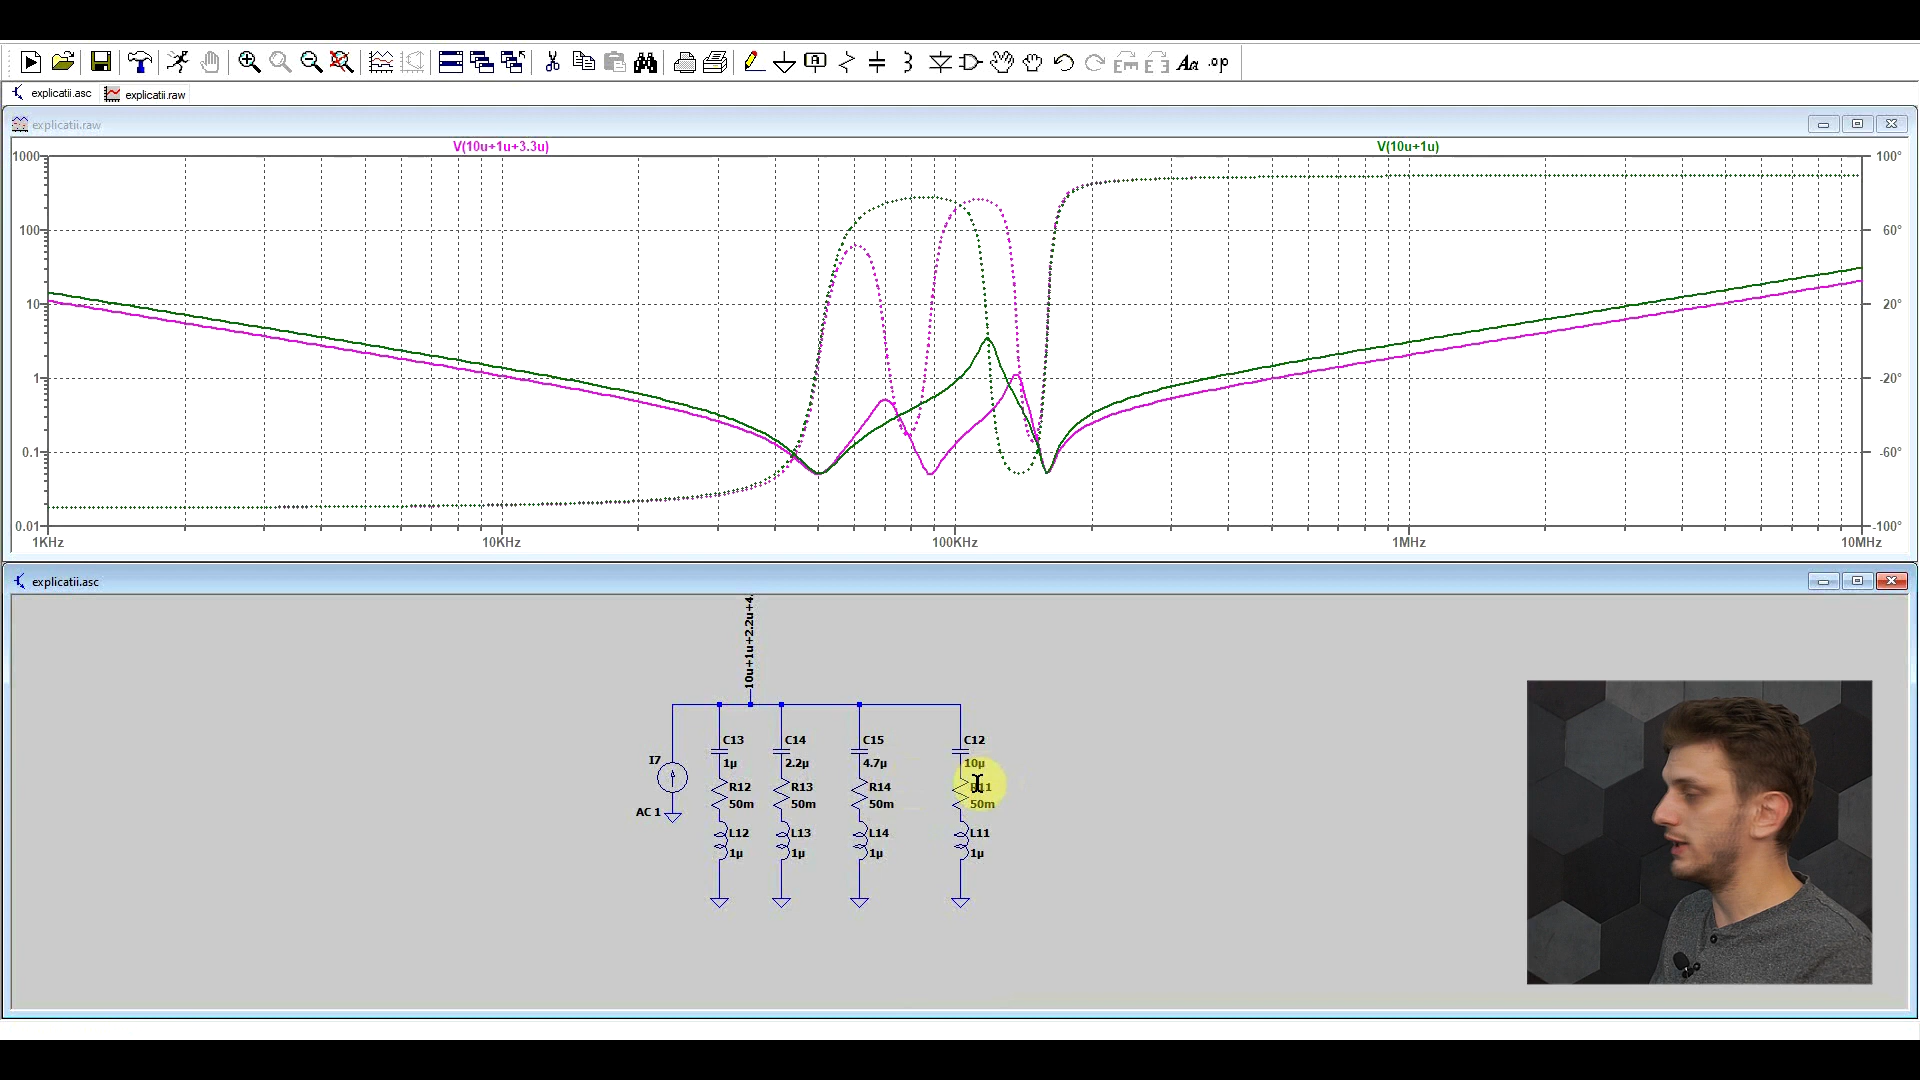 Aa .op
explicatii.asc explicatii.raw
explicatii.raw
V(10u+1u+3.3u) V(10u+1u)
1000 100°
100 60°
10 20°
1 -20°
0.1 -60°
0.01 -100°
1KHz 10KHz 100KHz 1MHz 10MHz
explicatii.asc
10u+1u+2.2u+4.
C13 C14 C15 C12
I7 1µ 2.2µ 4.7µ 10µ
R12 R13 R14 R11
50m 50m 50m 50m
AC 1
L12 L13 L14 L11
1µ 1µ 1µ 1µ